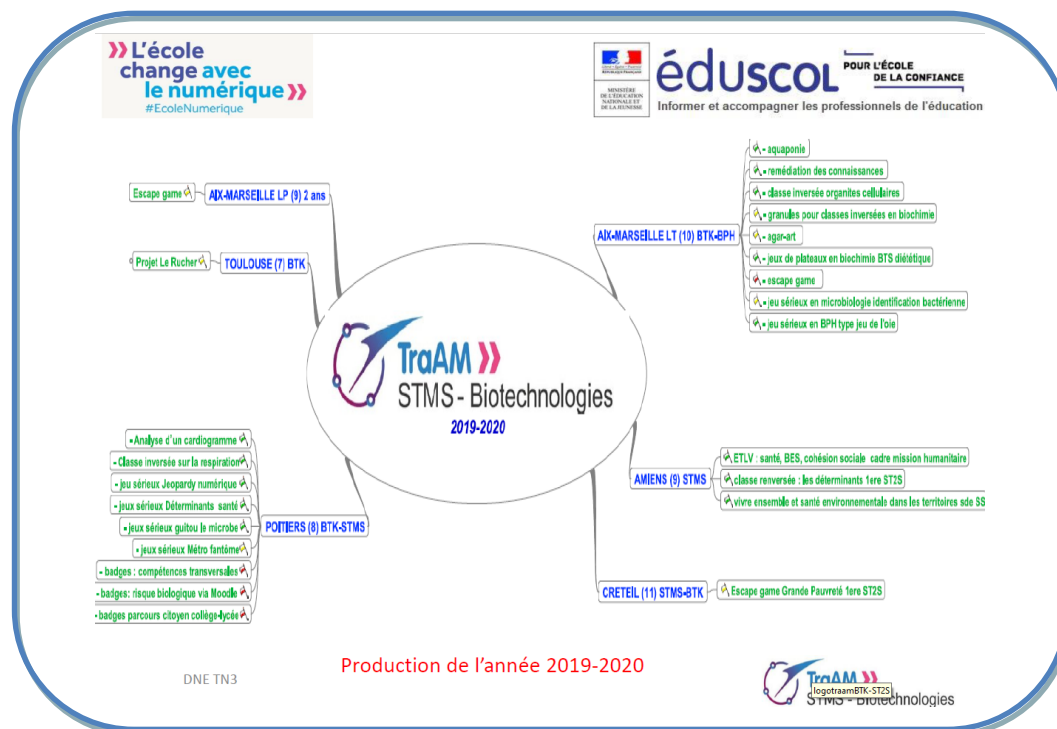 ›› L'école
change avec
le numérique ››
#EcoleNumerique
RÉPUBLIQUE FRANÇAISE
MINISTÈRE
DE L'ÉDUCATION
NATIONALE ET
DE LA JEUNESSE
éduscol
POUR L'ÉCOLE
DE LA CONFIANCE
Informer et accompagner les professionnels de l'éducation
Escape game
AIX-MARSEILLE LP (9) 2 ans
Projet Le Rucher
TOULOUSE (7) BTK
AIX-MARSEILLE LT (10) BTK-BPH
- aquaponie
- remédiation des connaissances
- classe inversée organites cellulaires
- granules pour classes inversées en biochimie
- agar-art
- jeux de plateaux en biochimie BTS diététique
- escape game
- jeu sérieux en microbiologie identification bactérienne
- jeu sérieux en BPH type jeu de l'oie
TraAM ››
STMS - Biotechnologies
2019-2020
- Analyse d'un cardiogramme
- Classe inversée sur la respiration
- jeu sérieux Jeopardy numérique
- jeux sérieux Déterminants santé
- jeux sérieux guitou le microbe
- jeux sérieux Métro fantôme
- badges : compétences transversales
- badges: risque biologique via Moodle
- badges parcours citoyen collège-lycée
POITIERS (8) BTK-STMS
AMIENS (9) STMS
ETLV : santé, BES, cohésion sociale cadre mission humanitaire
classe renversée : les déterminants 1ere ST2S
vivre ensemble et santé environnementale dans les territoires sde SS
CRETEIL (11) STMS-BTK
Escape game Grande Pauvreté 1ere ST2S
Production de l'année 2019-2020
DNE TN3
TraAM ››
logotraamBTK-ST2S
STMS - Biotechnologies